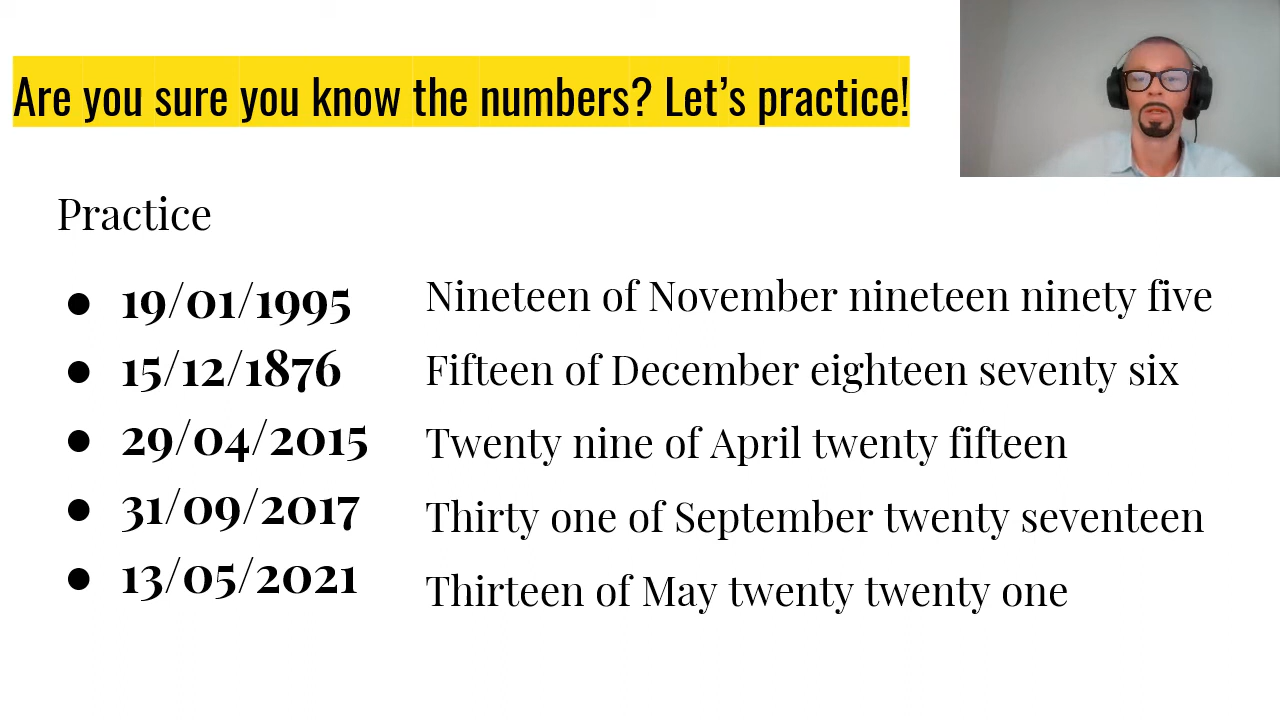 Are you sure you know the numbers? Let’s practice!
Practice
● 19/01/1995 Nineteen of November nineteen ninety five
● 15/12/1876 Fifteen of December eighteen seventy six
● 29/04/2015 Twenty nine of April twenty fifteen
● 31/09/2017 Thirty one of September twenty seventeen
● 13/05/2021 Thirteen of May twenty twenty one